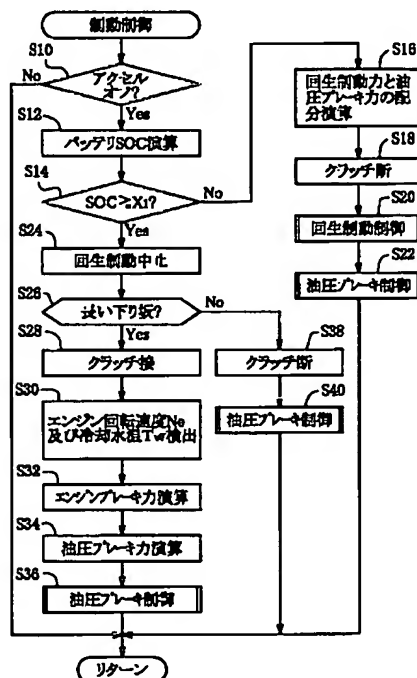 制動制御
S10
No
アクセル
オフ?
Yes
S12
バッテリSOC演算
S14
SOC≥X1?
No
Yes
S24
回生制動中止
S26
長い下り坂?
No
Yes
S28
クラッチ接
S30
エンジン回転速度Ne
及び冷却水温Tw検出
S32
エンジンブレーキ力演算
S34
油圧ブレーキ力演算
S36
油圧ブレーキ制御
S38
クラッチ断
S40
油圧ブレーキ制御
S16
回生制動力と油
圧ブレーキ力の配
分演算
S18
クラッチ断
S20
回生制動制御
S22
油圧ブレーキ制御
リターン